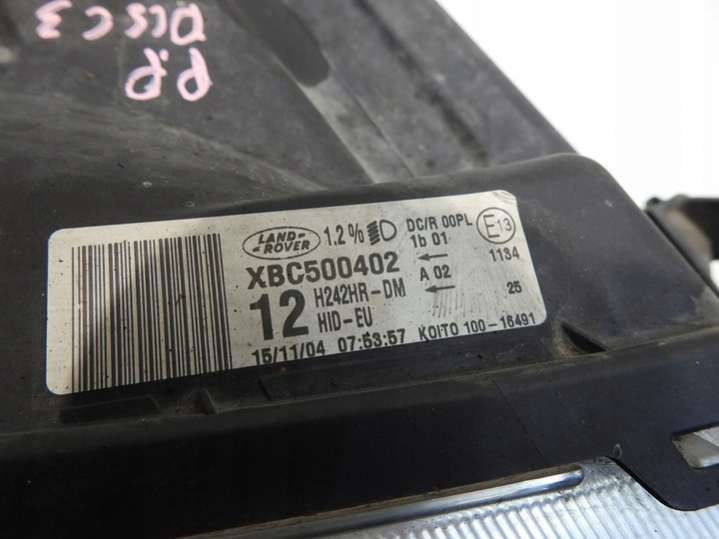 P.P
DISC 3
LAND-
-ROVER
1.2% DC/R 00PL E13
1b 01
XBC500402 ← 1134
A 02
12 H242HR-DM ← 25
HID-EU
15/11/04 07:53:57 KOITO 100-16491